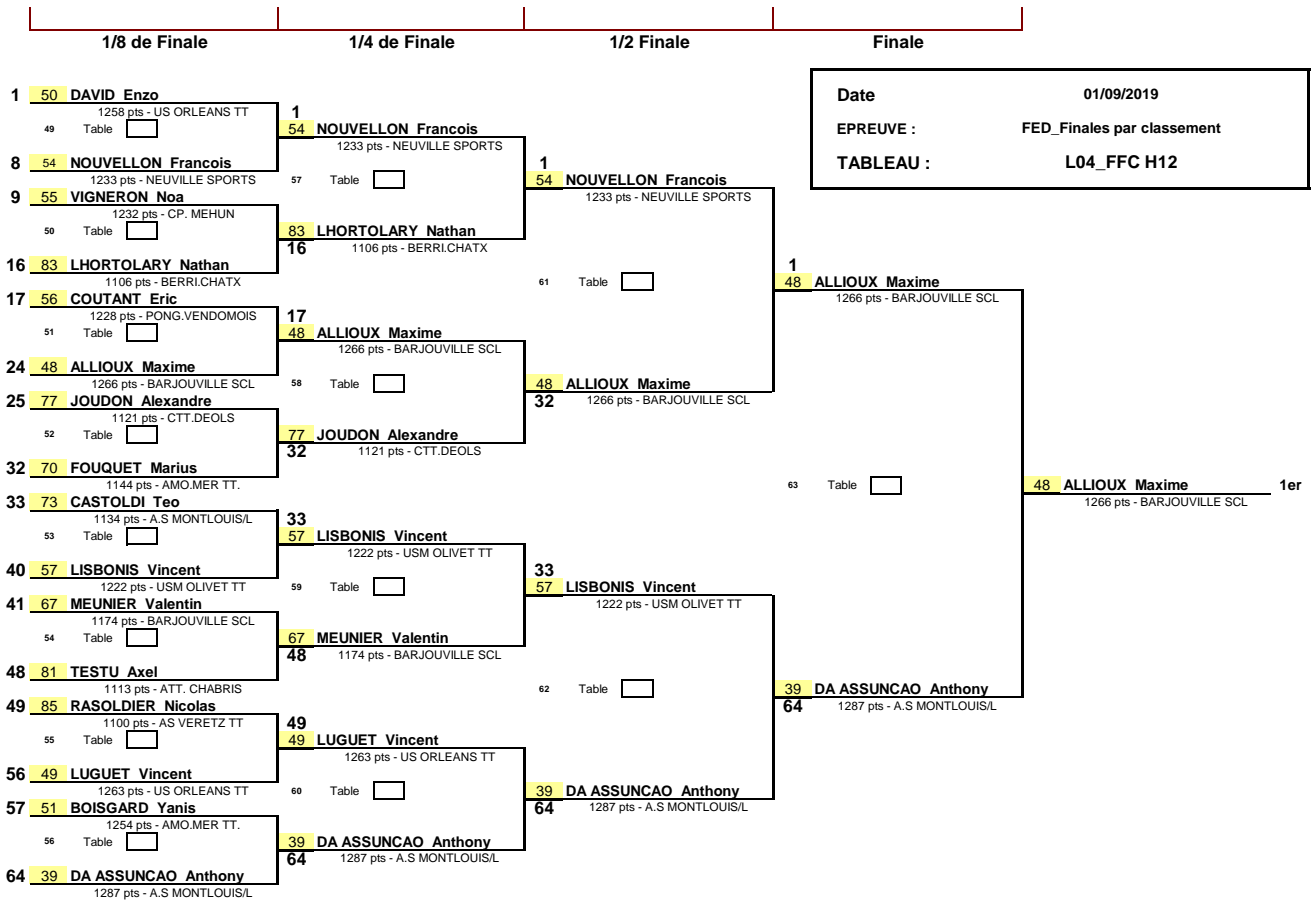 1/8 de Finale
1/4 de Finale
1/2 Finale
Finale
Date 01/09/2019
EPREUVE : FED_Finales par classement
TABLEAU : L04_FFC H12
1 50 DAVID Enzo
1258 pts - US ORLEANS TT
49 Table
8 54 NOUVELLON Francois
1233 pts - NEUVILLE SPORTS
9 55 VIGNERON Noa
1232 pts - CP. MEHUN
50 Table
16 83 LHORTOLARY Nathan
1106 pts - BERRI.CHATX
17 56 COUTANT Eric
1228 pts - PONG.VENDOMOIS
51 Table
24 48 ALLIOUX Maxime
1266 pts - BARJOUVILLE SCL
25 77 JOUDON Alexandre
1121 pts - CTT.DEOLS
52 Table
32 70 FOUQUET Marius
1144 pts - AMO.MER TT.
33 73 CASTOLDI Teo
1134 pts - A.S MONTLOUIS/L
53 Table
40 57 LISBONIS Vincent
1222 pts - USM OLIVET TT
41 67 MEUNIER Valentin
1174 pts - BARJOUVILLE SCL
54 Table
48 81 TESTU Axel
1113 pts - ATT. CHABRIS
49 85 RASOLDIER Nicolas
1100 pts - AS VERETZ TT
55 Table
56 49 LUGUET Vincent
1263 pts - US ORLEANS TT
57 51 BOISGARD Yanis
1254 pts - AMO.MER TT.
56 Table
64 39 DA ASSUNCAO Anthony
1287 pts - A.S MONTLOUIS/L
1
54 NOUVELLON Francois
1233 pts - NEUVILLE SPORTS
57 Table
83 LHORTOLARY Nathan
16 1106 pts - BERRI.CHATX
17
48 ALLIOUX Maxime
1266 pts - BARJOUVILLE SCL
58 Table
77 JOUDON Alexandre
32 1121 pts - CTT.DEOLS
33
57 LISBONIS Vincent
1222 pts - USM OLIVET TT
59 Table
67 MEUNIER Valentin
48 1174 pts - BARJOUVILLE SCL
49
49 LUGUET Vincent
1263 pts - US ORLEANS TT
60 Table
39 DA ASSUNCAO Anthony
64 1287 pts - A.S MONTLOUIS/L
1
54 NOUVELLON Francois
1233 pts - NEUVILLE SPORTS
61 Table
48 ALLIOUX Maxime
32 1266 pts - BARJOUVILLE SCL
33
57 LISBONIS Vincent
1222 pts - USM OLIVET TT
62 Table
39 DA ASSUNCAO Anthony
64 1287 pts - A.S MONTLOUIS/L
1
48 ALLIOUX Maxime
1266 pts - BARJOUVILLE SCL
63 Table
39 DA ASSUNCAO Anthony
64 1287 pts - A.S MONTLOUIS/L
48 ALLIOUX Maxime 1er
1266 pts - BARJOUVILLE SCL